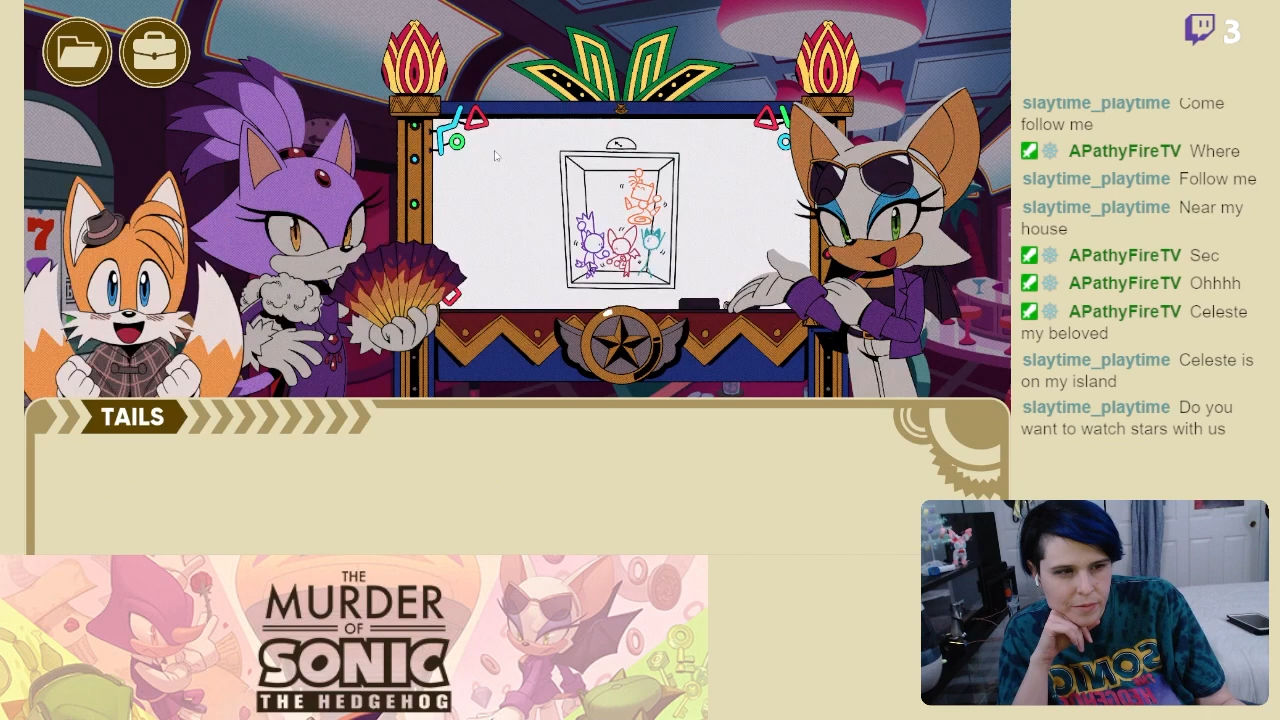 3
slaytime_playtime Come
follow me
APathyFireTV Where
slaytime_playtime Follow me
slaytime_playtime Near my
house
APathyFireTV Sec
APathyFireTV Ohhhh
APathyFireTV Celeste
my beloved
slaytime_playtime Celeste is
on my island
slaytime_playtime Do you
want to watch stars with us
7
TAILS
THE
MURDER
OF
SONIC
THE HEDGEHOG
SONIC